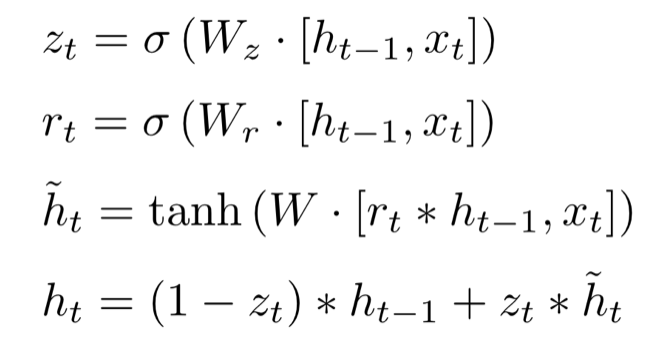 z_t = σ (W_z · [h_{t−1}, x_t])
r_t = σ (W_r · [h_{t−1}, x_t])
h̃_t = tanh (W · [r_t * h_{t−1}, x_t])
h_t = (1 − z_t) * h_{t−1} + z_t * h̃_t